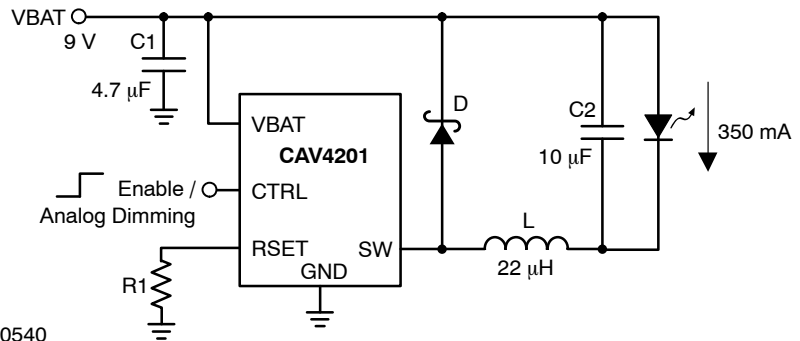 VBAT
9 V
C1
4.7 μF
D
C2
10 μF
350 mA
VBAT
CAV4201
Enable /
CTRL
Analog Dimming
RSET
SW
L
GND
22 μH
R1
0540